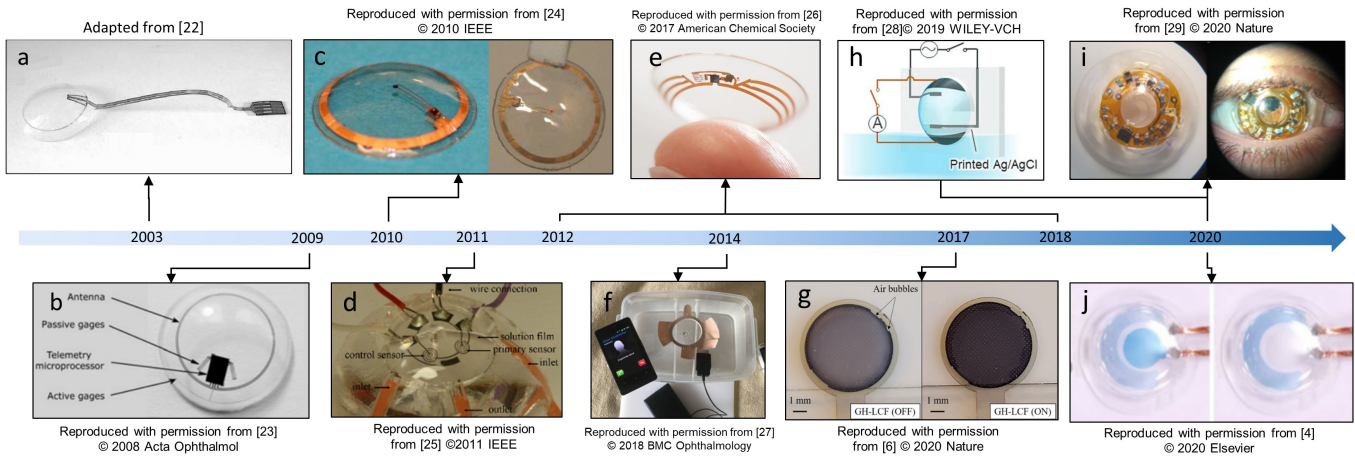 Adapted from [22]
Reproduced with permission from [24]
© 2010 IEEE
Reproduced with permission from [26]
© 2017 American Chemical Society
Reproduced with permission
from [28]© 2019 WILEY-VCH
Reproduced with permission
from [29] © 2020 Nature
a
c
e
h
A
Printed Ag/AgCl
i
2003
2009
2010
2011
2012
2014
2017
2018
2020
b
Antenna
Passive gages
Telemetry
microprocessor
Active gages
d
wire connection
solution film
control sensor
primary sensor
inlet
inlet
outlet
f
g
Air bubbles
1 mm
GH-LCF (OFF)
1 mm
GH-LCF (ON)
j
Reproduced with permission from [23]
© 2008 Acta Ophthalmol
Reproduced with permission
from [25] ©2011 IEEE
Reproduced with permission from [27]
© 2018 BMC Ophthalmology
Reproduced with permission
from [6] © 2020 Nature
Reproduced with permission from [4]
© 2020 Elsevier